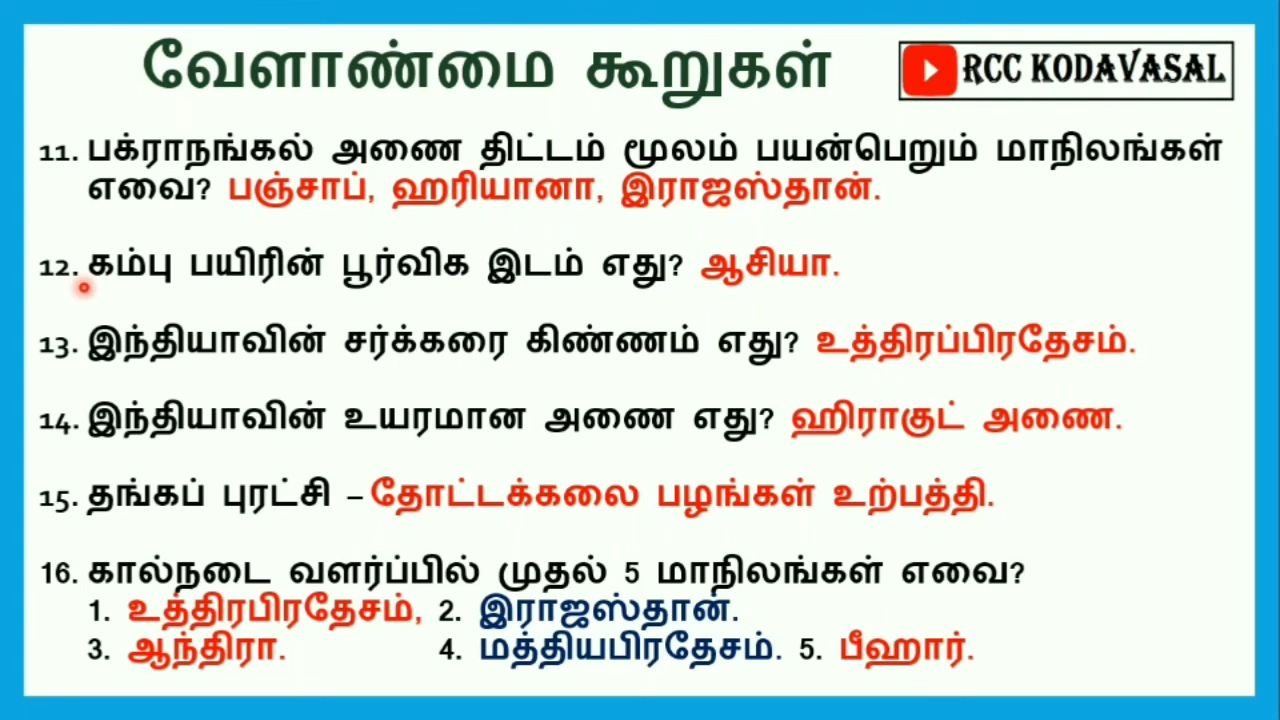 வேளாண்மை கூறுகள்
RCC KODAVASAL
11. பக்ராநங்கல் அணை திட்டம் மூலம் பயன்பெறும் மாநிலங்கள்
எவை? பஞ்சாப், ஹரியானா, இராஜஸ்தான்.
12. கம்பு பயிரின் பூர்விக இடம் எது? ஆசியா.
13. இந்தியாவின் சர்க்கரை கிண்ணம் எது? உத்திரப்பிரதேசம்.
14. இந்தியாவின் உயரமான அணை எது? ஹிராகுட் அணை.
15. தங்கப் புரட்சி – தோட்டக்கலை பழங்கள் உற்பத்தி.
16. கால்நடை வளர்ப்பில் முதல் 5 மாநிலங்கள் எவை?
1. உத்திரபிரதேசம், 2. இராஜஸ்தான்.
3. ஆந்திரா. 4. மத்தியபிரதேசம். 5. பீஹார்.